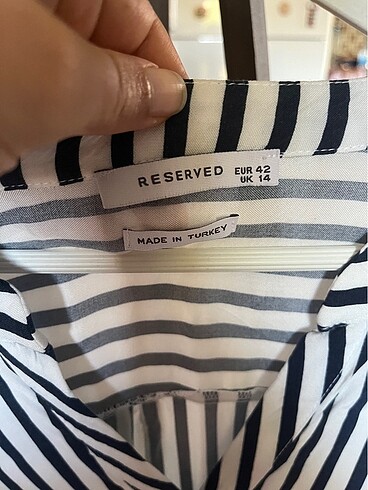 RESERVED EUR 42
UK 14
MADE IN TURKEY